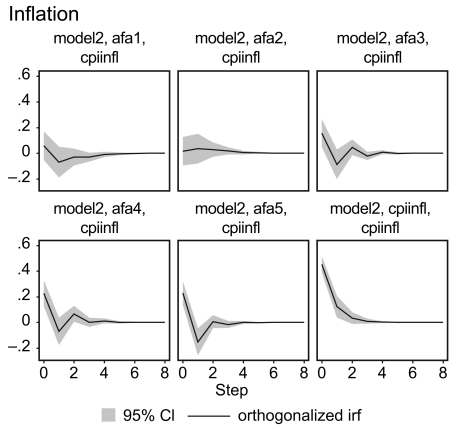 Inflation
model2, afa1,
cpiinfl
model2, afa2,
cpiinfl
model2, afa3,
cpiinfl
.6
.4
.2
0
–.2
model2, afa4,
cpiinfl
model2, afa5,
cpiinfl
model2, cpiinfl,
cpiinfl
.6
.4
.2
0
–.2
0 2 4 6 8 0 2 4 6 8 0 2 4 6 8
Step
95% CI orthogonalized irf